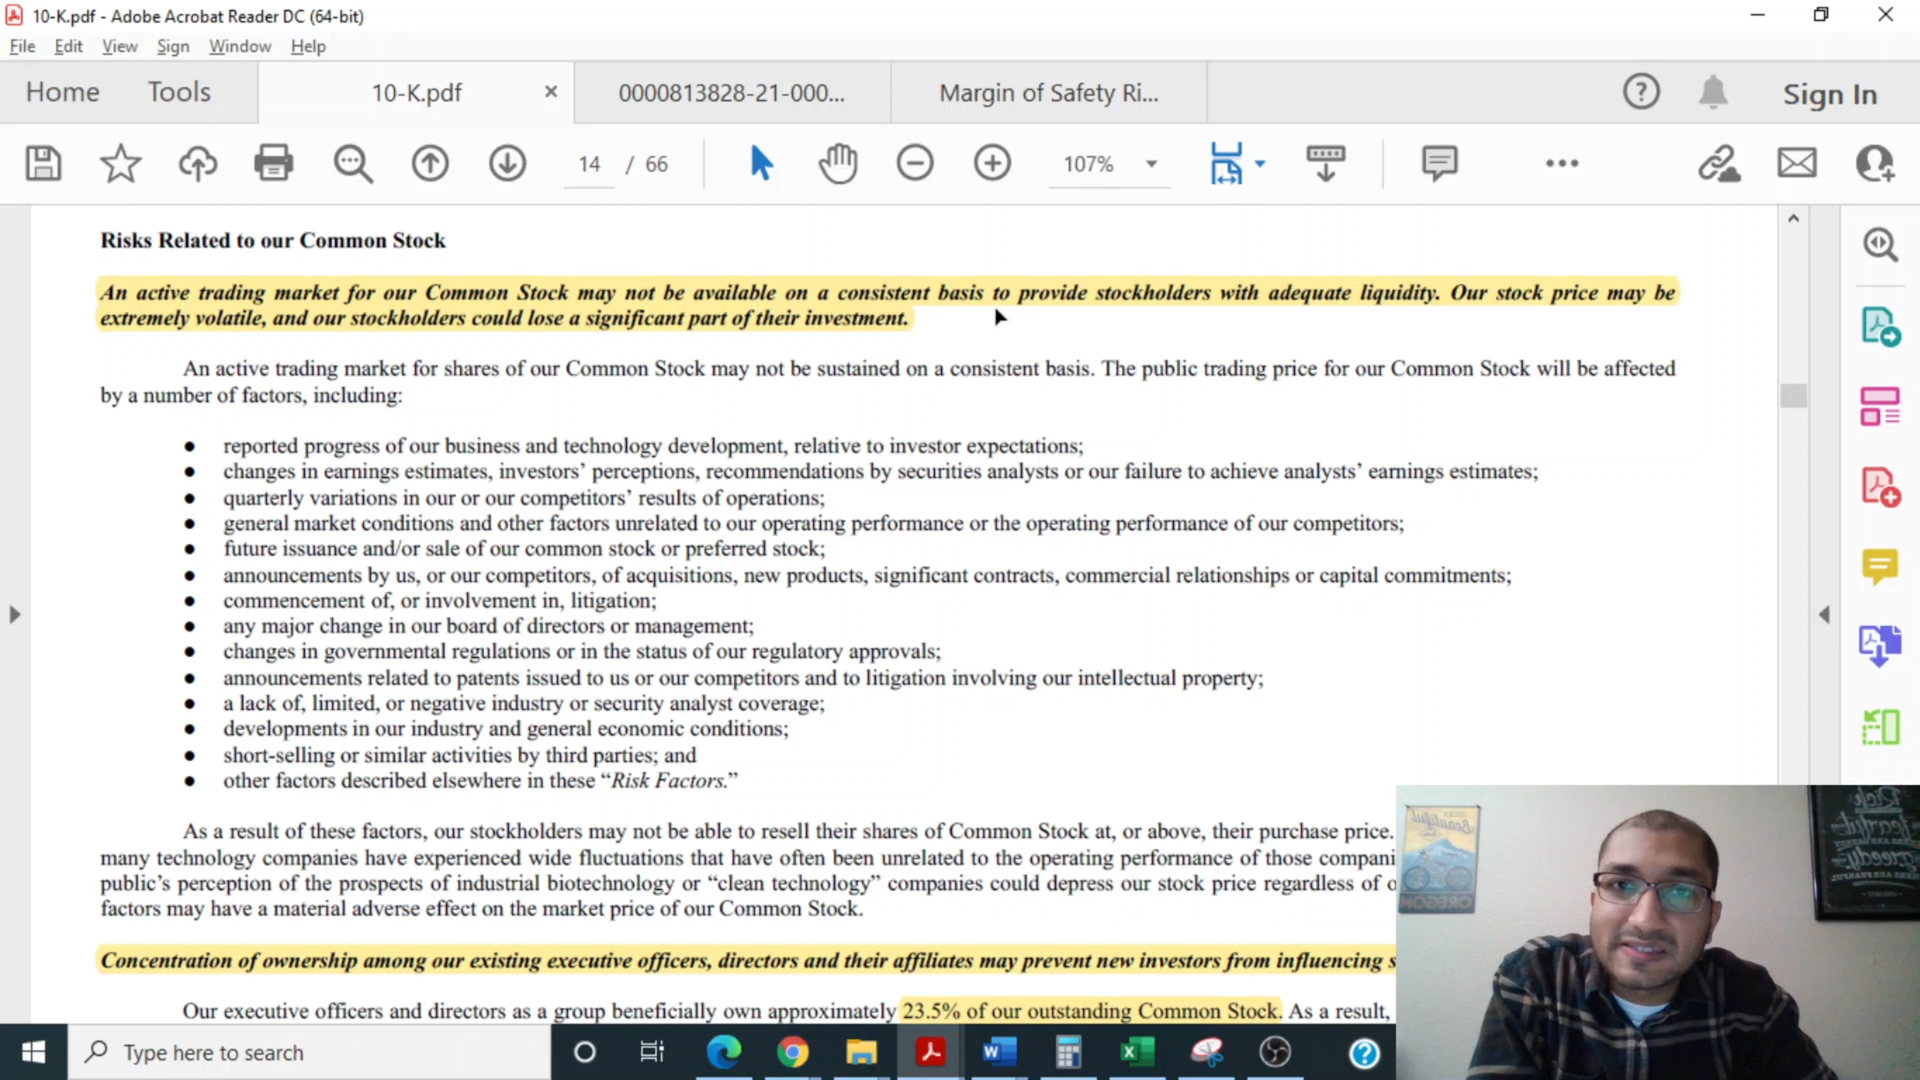 10-K.pdf - Adobe Acrobat Reader DC (64-bit)
File Edit View Sign Window Help
Home Tools 10-K.pdf 0000813828-21-000... Margin of Safety Ri... Sign In
14 / 66 107%
Risks Related to our Common Stock
An active trading market for our Common Stock may not be available on a consistent basis to provide stockholders with adequate liquidity. Our stock price may be
extremely volatile, and our stockholders could lose a significant part of their investment.
An active trading market for shares of our Common Stock may not be sustained on a consistent basis. The public trading price for our Common Stock will be affected
by a number of factors, including:
● reported progress of our business and technology development, relative to investor expectations;
● changes in earnings estimates, investors’ perceptions, recommendations by securities analysts or our failure to achieve analysts’ earnings estimates;
● quarterly variations in our or our competitors’ results of operations;
● general market conditions and other factors unrelated to our operating performance or the operating performance of our competitors;
● future issuance and/or sale of our common stock or preferred stock;
● announcements by us, or our competitors, of acquisitions, new products, significant contracts, commercial relationships or capital commitments;
● commencement of, or involvement in, litigation;
● any major change in our board of directors or management;
● changes in governmental regulations or in the status of our regulatory approvals;
● announcements related to patents issued to us or our competitors and to litigation involving our intellectual property;
● a lack of, limited, or negative industry or security analyst coverage;
● developments in our industry and general economic conditions;
● short-selling or similar activities by third parties; and
● other factors described elsewhere in these “Risk Factors.”
As a result of these factors, our stockholders may not be able to resell their shares of Common Stock at, or above, their purchase price.
many technology companies have experienced wide fluctuations that have often been unrelated to the operating performance of those compani
public’s perception of the prospects of industrial biotechnology or “clean technology” companies could depress our stock price regardless of o
factors may have a material adverse effect on the market price of our Common Stock.
Concentration of ownership among our existing executive officers, directors and their affiliates may prevent new investors from influencing s
Our executive officers and directors as a group beneficially own approximately 23.5% of our outstanding Common Stock. As a result,
Beautiful
OREGON
Type here to search